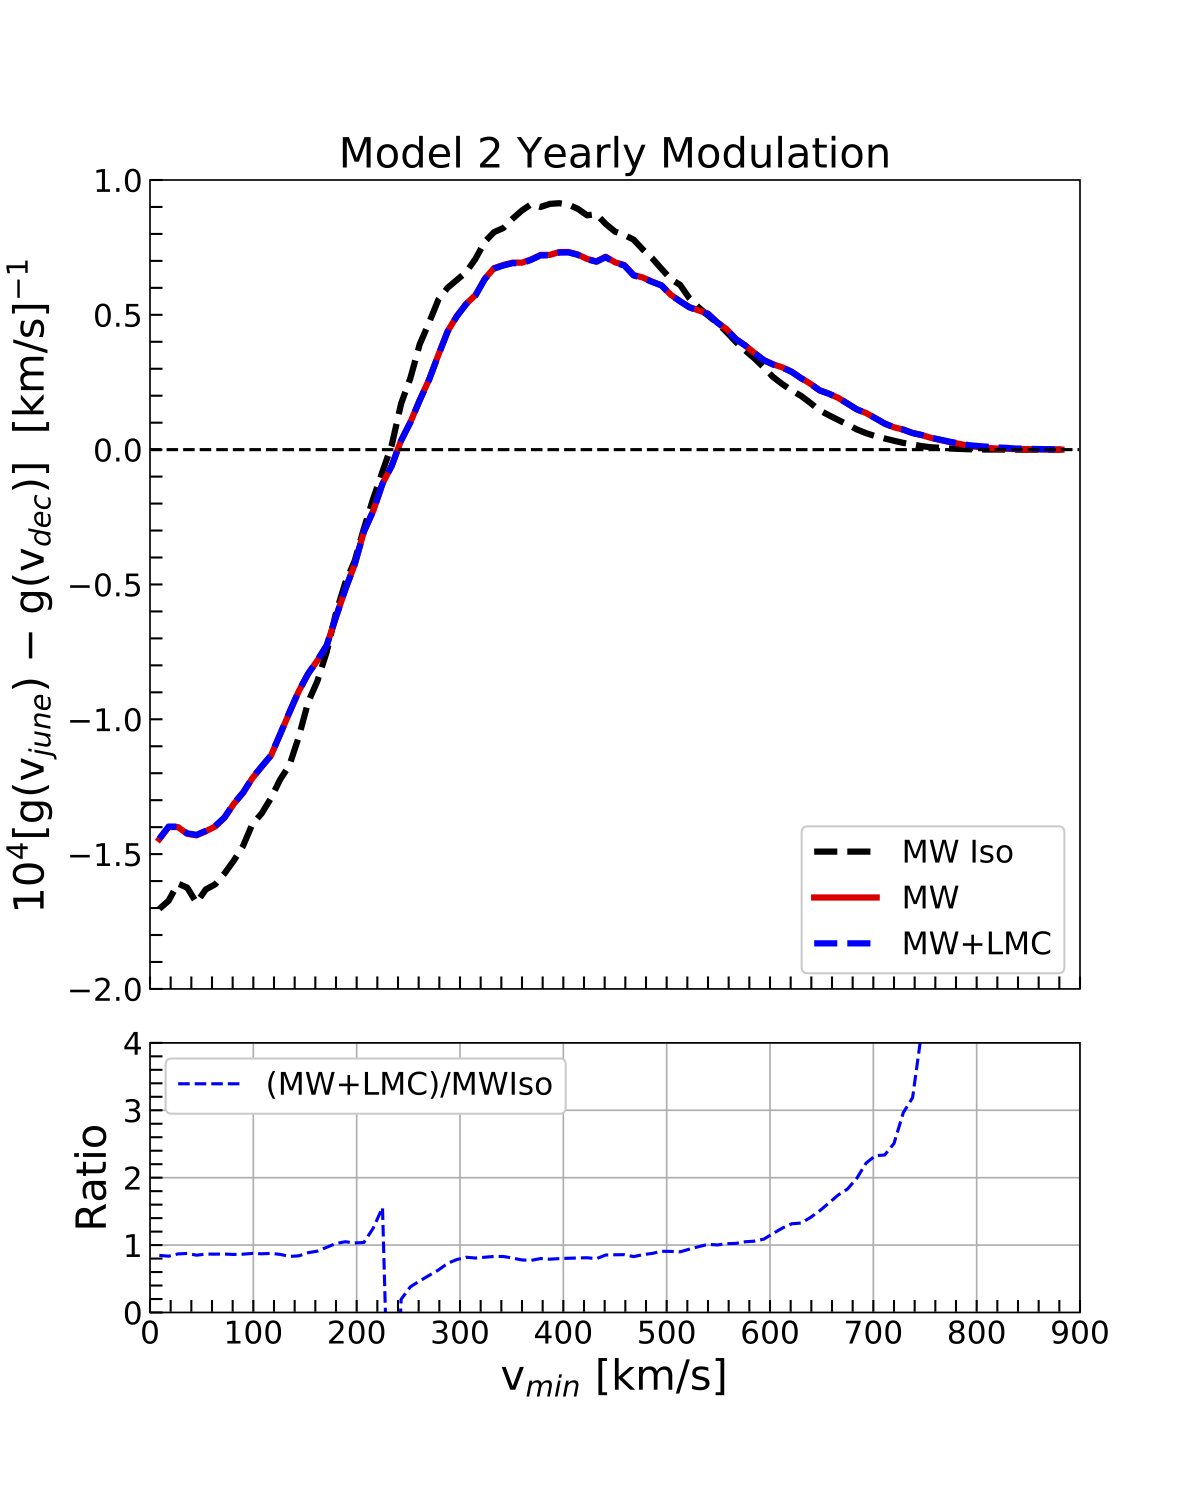 Model 2 Yearly Modulation
10⁴[g(v_june) − g(v_dec)] [km/s]⁻¹
1.0
0.5
0.0
−0.5
−1.0
−1.5
−2.0
MW Iso
MW
MW+LMC
Ratio
4
3
2
1
0
(MW+LMC)/MWIso
0 100 200 300 400 500 600 700 800 900
v_min [km/s]